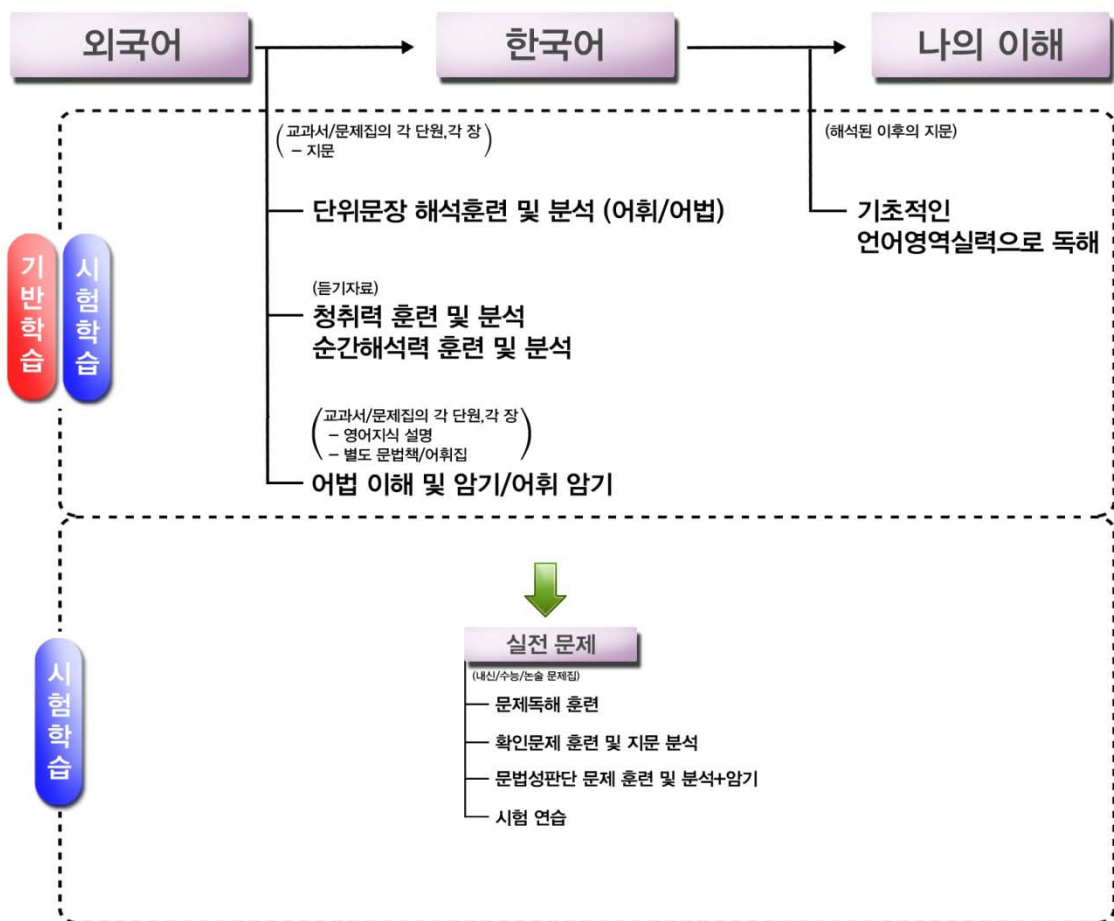 외국어
한국어
나의 이해
(교과서/문제집의 각 단원,각 장
– 지문)
(해석된 이후의 지문)
단위문장 해석훈련 및 분석 (어휘/어법)
기초적인
언어영역실력으로 독해
기반학습
시험학습
(듣기자료)
청취력 훈련 및 분석
순간해석력 훈련 및 분석
(교과서/문제집의 각 단원,각 장
– 영어지식 설명
– 별도 문법책/어휘집)
어법 이해 및 암기/어휘 암기
시험학습
실전 문제
(내신/수능/논술 문제집)
문제독해 훈련
확인문제 훈련 및 지문 분석
문법성판단 문제 훈련 및 분석+암기
시험 연습